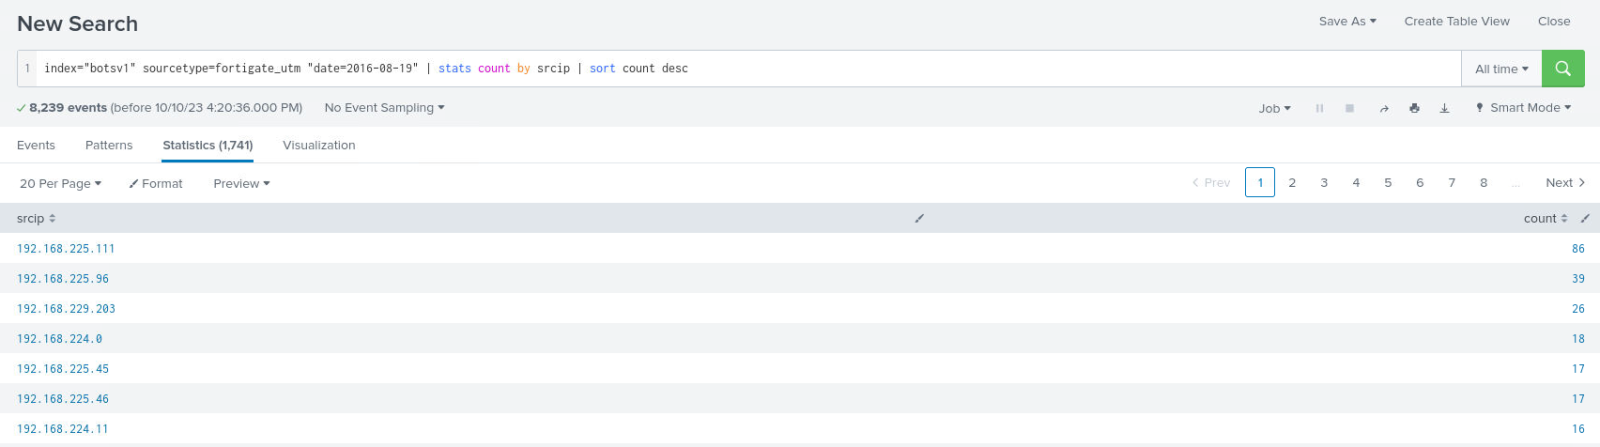 New Search
Save As Create Table View Close
1 index="botsv1" sourcetype=fortigate_utm "date=2016-08-19" | stats count by srcip | sort count desc
All time
8,239 events (before 10/10/23 4:20:36.000 PM) No Event Sampling
Job Smart Mode
Events Patterns Statistics (1,741) Visualization
20 Per Page Format Preview
Prev 1 2 3 4 5 6 7 8 ... Next
srcip count
192.168.225.111 86
192.168.225.96 39
192.168.229.203 26
192.168.224.0 18
192.168.225.45 17
192.168.225.46 17
192.168.224.11 16